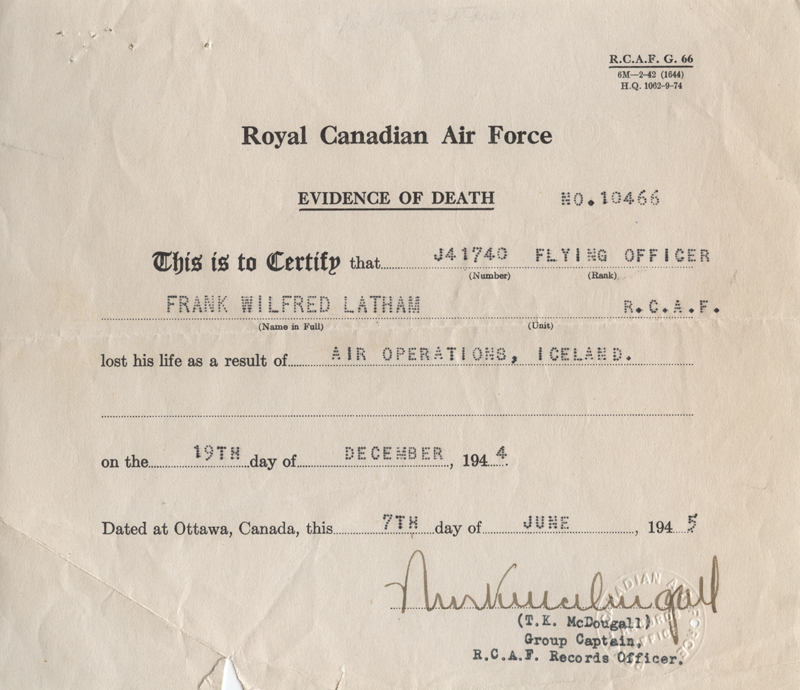 R.C.A.F. G. 66
6M—2-42 (1644)
H.Q. 1062-9-74
Royal Canadian Air Force
EVIDENCE OF DEATH NO.10466
This is to Certify that J41740 FLYING OFFICER
(Number) (Rank)
FRANK WILFRED LATHAM R.C.A.F.
(Name in Full) (Unit)
lost his life as a result of AIR OPERATIONS, ICELAND.
on the 19TH day of DECEMBER, 1944.
Dated at Ottawa, Canada, this 7TH day of JUNE, 1945
(T.K. McDougall)
Group Captain,
R.C.A.F. Records Officer.